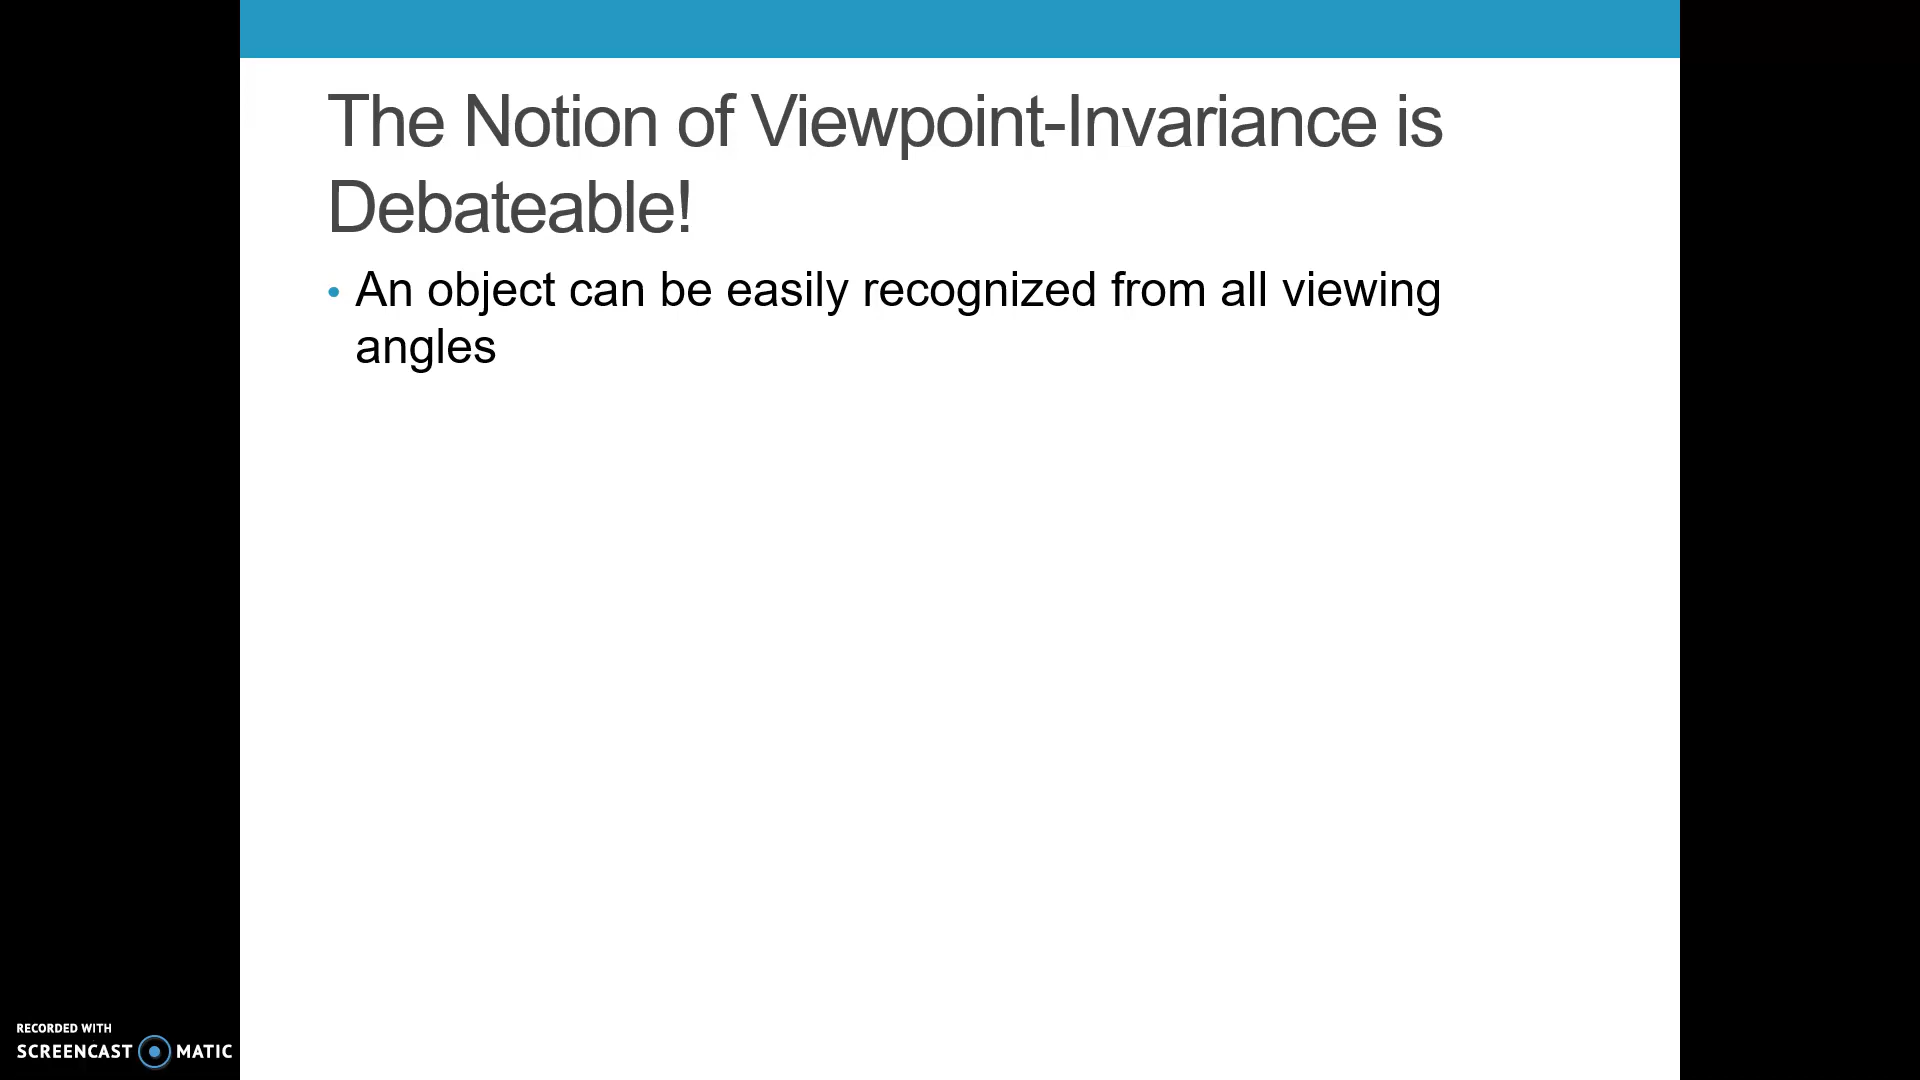 The Notion of Viewpoint-Invariance is
Debateable!
• An object can be easily recognized from all viewing
angles
RECORDED WITH
SCREENCAST MATIC